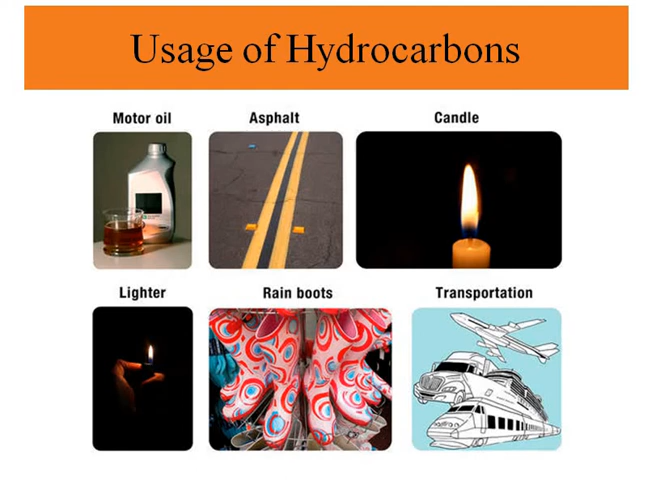 Usage of Hydrocarbons
Motor oil
Asphalt
Candle
Lighter
Rain boots
Transportation